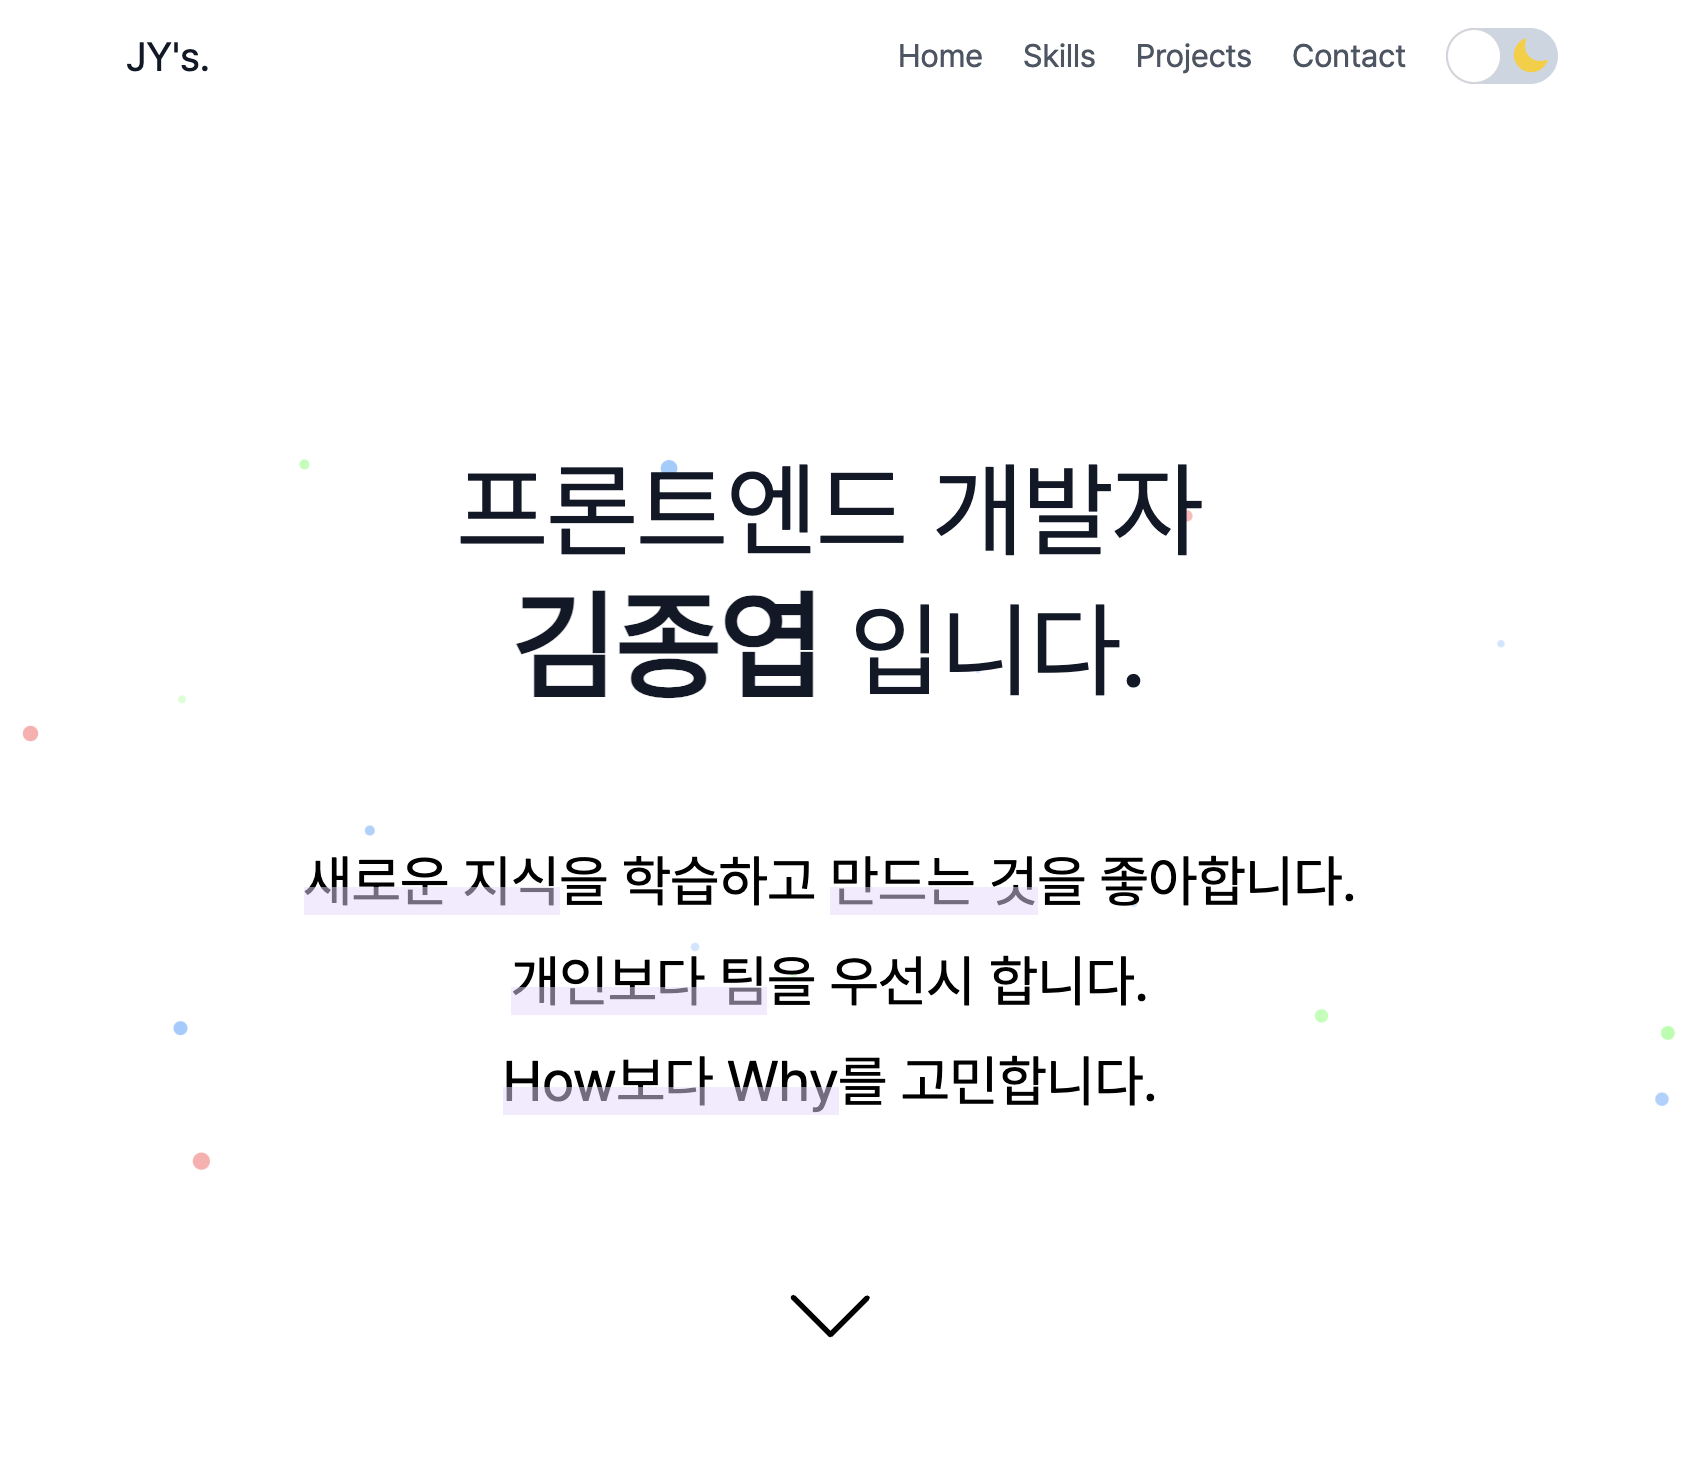 JY's.
Home Skills Projects Contact
프론트엔드 개발자
김종엽 입니다.
새로운 지식을 학습하고 만드는 것을 좋아합니다.
개인보다 팀을 우선시 합니다.
How보다 Why를 고민합니다.